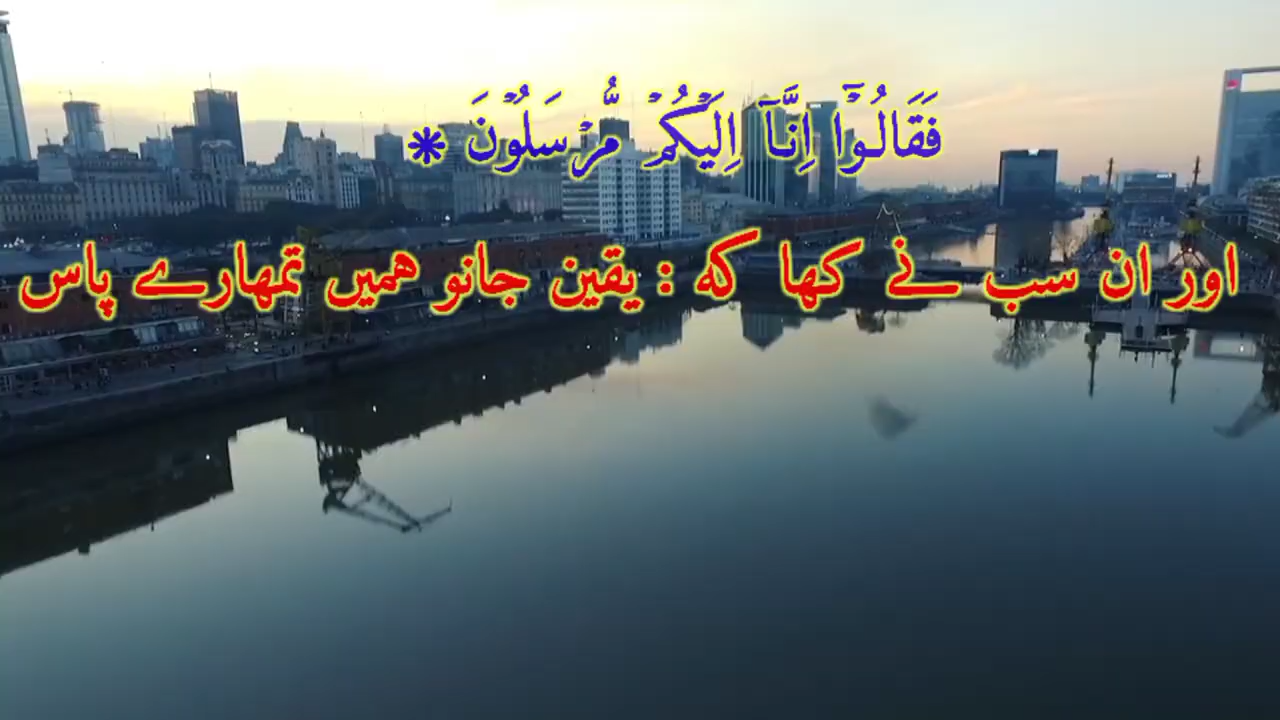 فَقَالُوْۤا اِنَّاۤ اِلَيْكُمْ مُّرْسَلُوْنَ ⁕
اور ان سب نے کہا کہ : یقین جانو ہمیں تمہارے پاس